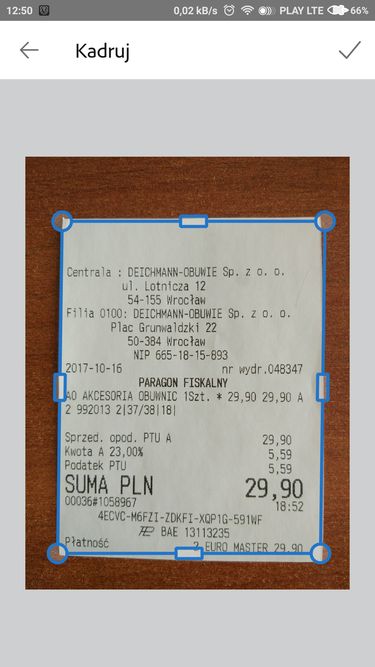 12:50 0,02 kB/s PLAY LTE 66%
Kadruj
Centrala : DEICHMANN-OBUWIE Sp. z o. o.
ul. Lotnicza 12
54-155 Wrocław
Filia 0100: DEICHMANN-OBUWIE Sp. z o. o.
Plac Grunwaldzki 22
50-384 Wrocław
NIP 665-18-15-893
2017-10-16 nr wydr.048347
PARAGON FISKALNY
AO AKCESORIA OBUWNIC 1Szt. * 29,90 29,90 A
2 992013 2|37/38|18|
Sprzed. opod. PTU A 29,90
Kwota A 23,00% 5,59
Podatek PTU 5,59
SUMA PLN 29,90
00036#1058967 18:52
4ECVC-M6FZI-ZDKFI-XQP1G-591WF
BAE 13113235
Płatność 2 EURO MASTER 29,90